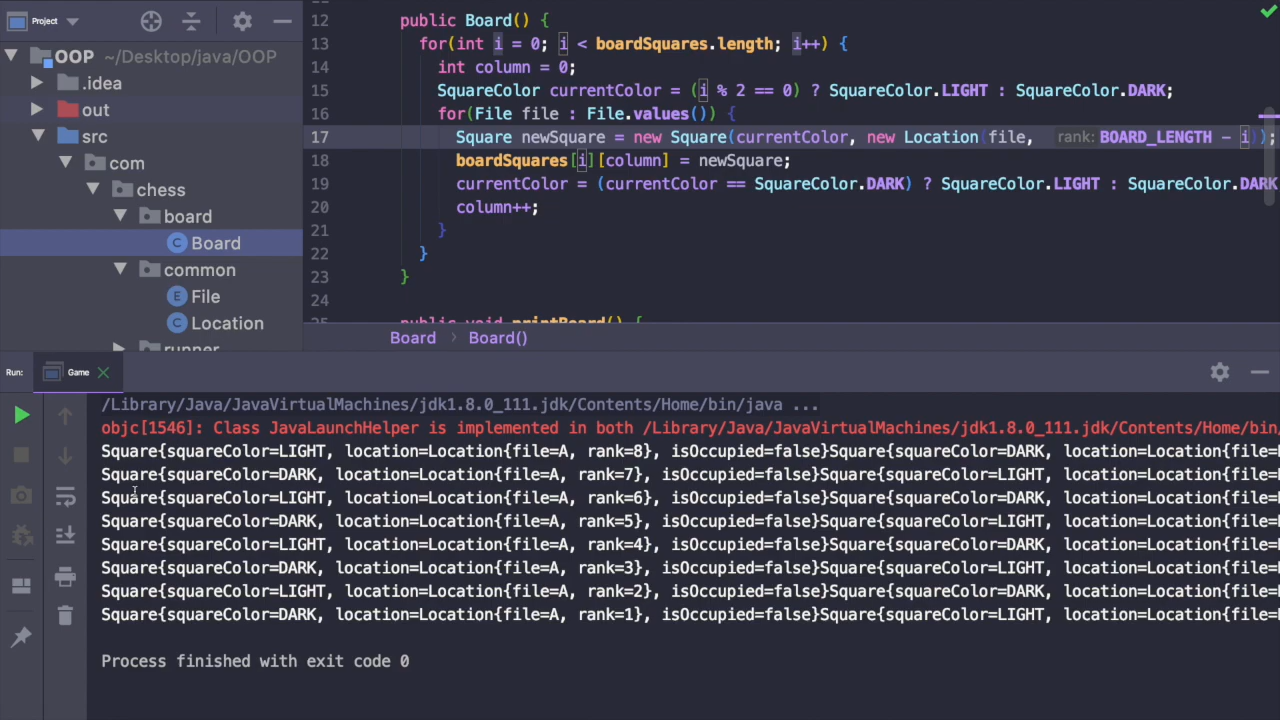 Project
OOP ~/Desktop/java/OOP
.idea
out
src
com
chess
board
Board
common
File
Location
12 public Board() {
13 for(int i = 0; i < boardSquares.length; i++) {
14 int column = 0;
15 SquareColor currentColor = (i % 2 == 0) ? SquareColor.LIGHT : SquareColor.DARK;
16 for(File file : File.values()) {
17 Square newSquare = new Square(currentColor, new Location(file, rank: BOARD_LENGTH - i));
18 boardSquares[i][column] = newSquare;
19 currentColor = (currentColor == SquareColor.DARK) ? SquareColor.LIGHT : SquareColor.DARK
20 column++;
21 }
22 }
23 }
24
25 public void printBoard() {
Board > Board()
Run: Game
/Library/Java/JavaVirtualMachines/jdk1.8.0_111.jdk/Contents/Home/bin/java ...
objc[1546]: Class JavaLaunchHelper is implemented in both /Library/Java/JavaVirtualMachines/jdk1.8.0_111.jdk/Contents/Home/bin/
Square{squareColor=LIGHT, location=Location{file=A, rank=8}, isOccupied=false}Square{squareColor=DARK, location=Location{file=
Square{squareColor=DARK, location=Location{file=A, rank=7}, isOccupied=false}Square{squareColor=LIGHT, location=Location{file=
Square{squareColor=LIGHT, location=Location{file=A, rank=6}, isOccupied=false}Square{squareColor=DARK, location=Location{file=
Square{squareColor=DARK, location=Location{file=A, rank=5}, isOccupied=false}Square{squareColor=LIGHT, location=Location{file=
Square{squareColor=LIGHT, location=Location{file=A, rank=4}, isOccupied=false}Square{squareColor=DARK, location=Location{file=
Square{squareColor=DARK, location=Location{file=A, rank=3}, isOccupied=false}Square{squareColor=LIGHT, location=Location{file=
Square{squareColor=LIGHT, location=Location{file=A, rank=2}, isOccupied=false}Square{squareColor=DARK, location=Location{file=
Square{squareColor=DARK, location=Location{file=A, rank=1}, isOccupied=false}Square{squareColor=LIGHT, location=Location{file=
Process finished with exit code 0